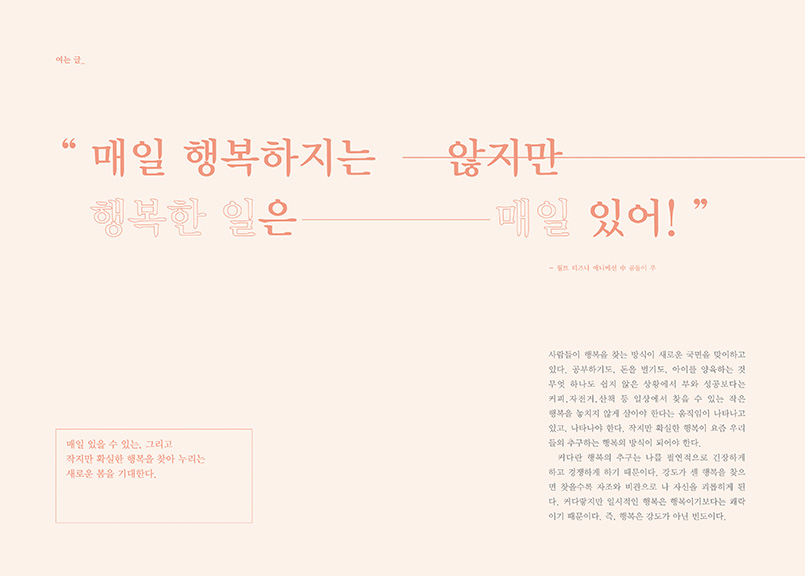 여는 글_
“ 매일 행복하지는 않지만
행복한 일은 매일 있어! ”
- 월트 디즈니 애니메션 中 곰돌이 푸
사람들이 행복을 찾는 방식이 새로운 국면을 맞이하고
있다. 공부하기도, 돈을 벌기도, 아이를 양육하는 것
무엇 하나도 쉽지 않은 상황에서 부와 성공보다는
커피,자전거,산책 등 일상에서 찾을 수 있는 작은
행복을 놓치지 않게 살아야 한다는 움직임이 나타나고
있고, 나타나야 한다. 작지만 확실한 행복이 요즘 우리
들의 추구하는 행복의 방식이 되어야 한다.
커다란 행복의 추구는 나를 필연적으로 긴장하게
하고 경쟁하게 하기 때문이다. 강도가 센 행복을 찾으
면 찾을수록 자조와 비관으로 나 자신을 괴롭히게 된
다. 커다랗지만 일시적인 행복은 행복이기보다는 쾌락
이기 때문이다. 즉, 행복은 강도가 아닌 빈도이다.
매일 있을 수 있는, 그리고
작지만 확실한 행복을 찾아 누리는
새로운 봄을 기대한다.